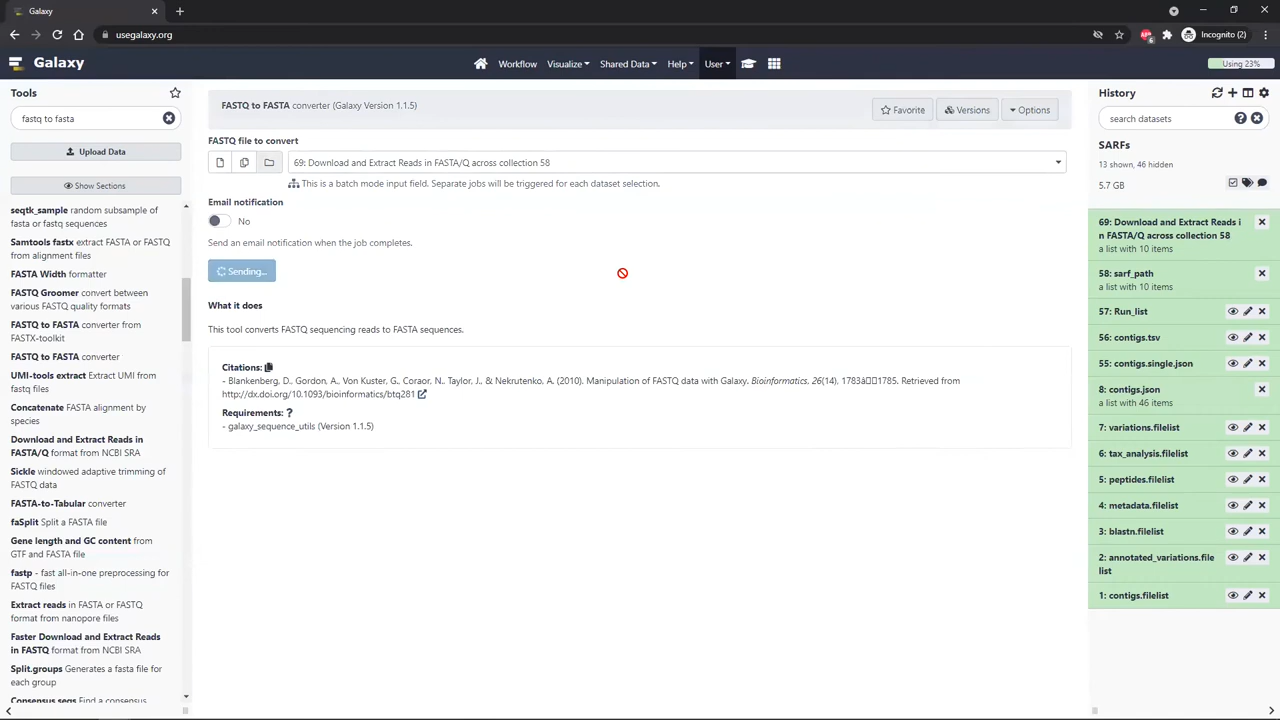 Galaxy
usegalaxy.org
6
Incognito (2)
Galaxy
Workflow
Visualize
Shared Data
Help
User
Using 23%
Tools
fastq to fasta
Upload Data
Show Sections
seqtk_sample random subsample of
fasta or fastq sequences
Samtools fastx extract FASTA or FASTQ
from alignment files
FASTA Width formatter
FASTQ Groomer convert between
various FASTQ quality formats
FASTQ to FASTA converter from
FASTX-toolkit
FASTQ to FASTA converter
UMI-tools extract Extract UMI from
fastq files
Concatenate FASTA alignment by
species
Download and Extract Reads in
FASTA/Q format from NCBI SRA
Sickle windowed adaptive trimming of
FASTQ data
FASTA-to-Tabular converter
faSplit Split a FASTA file
Gene length and GC content from
GTF and FASTA file
fastp - fast all-in-one preprocessing for
FASTQ files
Extract reads in FASTA or FASTQ
format from nanopore files
Faster Download and Extract Reads
in FASTQ format from NCBI SRA
Split.groups Generates a fasta file for
each group
Consensus.seqs Find a consensus
FASTQ to FASTA converter (Galaxy Version 1.1.5)
Favorite
Versions
Options
FASTQ file to convert
69: Download and Extract Reads in FASTA/Q across collection 58
This is a batch mode input field. Separate jobs will be triggered for each dataset selection.
Email notification
No
Send an email notification when the job completes.
Sending...
What it does
This tool converts FASTQ sequencing reads to FASTA sequences.
Citations:
- Blankenberg, D., Gordon, A., Von Kuster, G., Coraor, N., Taylor, J., & Nekrutenko, A. (2010). Manipulation of FASTQ data with Galaxy. Bioinformatics, 26(14), 1783â1785. Retrieved from
http://dx.doi.org/10.1093/bioinformatics/btq281
Requirements: ?
- galaxy_sequence_utils (Version 1.1.5)
History
search datasets
SARFs
13 shown, 46 hidden
5.7 GB
69: Download and Extract Reads i
n FASTA/Q across collection 58
a list with 10 items
58: sarf_path
a list with 10 items
57: Run_list
56: contigs.tsv
55: contigs.single.json
8: contigs.json
a list with 46 items
7: variations.filelist
6: tax_analysis.filelist
5: peptides.filelist
4: metadata.filelist
3: blastn.filelist
2: annotated_variations.file
list
1: contigs.filelist